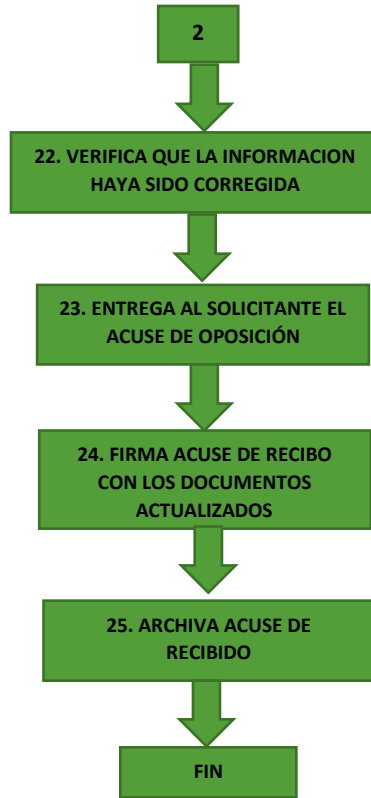 2
22. VERIFICA QUE LA INFORMACION
HAYA SIDO CORREGIDA
23. ENTREGA AL SOLICITANTE EL
ACUSE DE OPOSICIÓN
24. FIRMA ACUSE DE RECIBO
CON LOS DOCUMENTOS
ACTUALIZADOS
25. ARCHIVA ACUSE DE
RECIBIDO
FIN